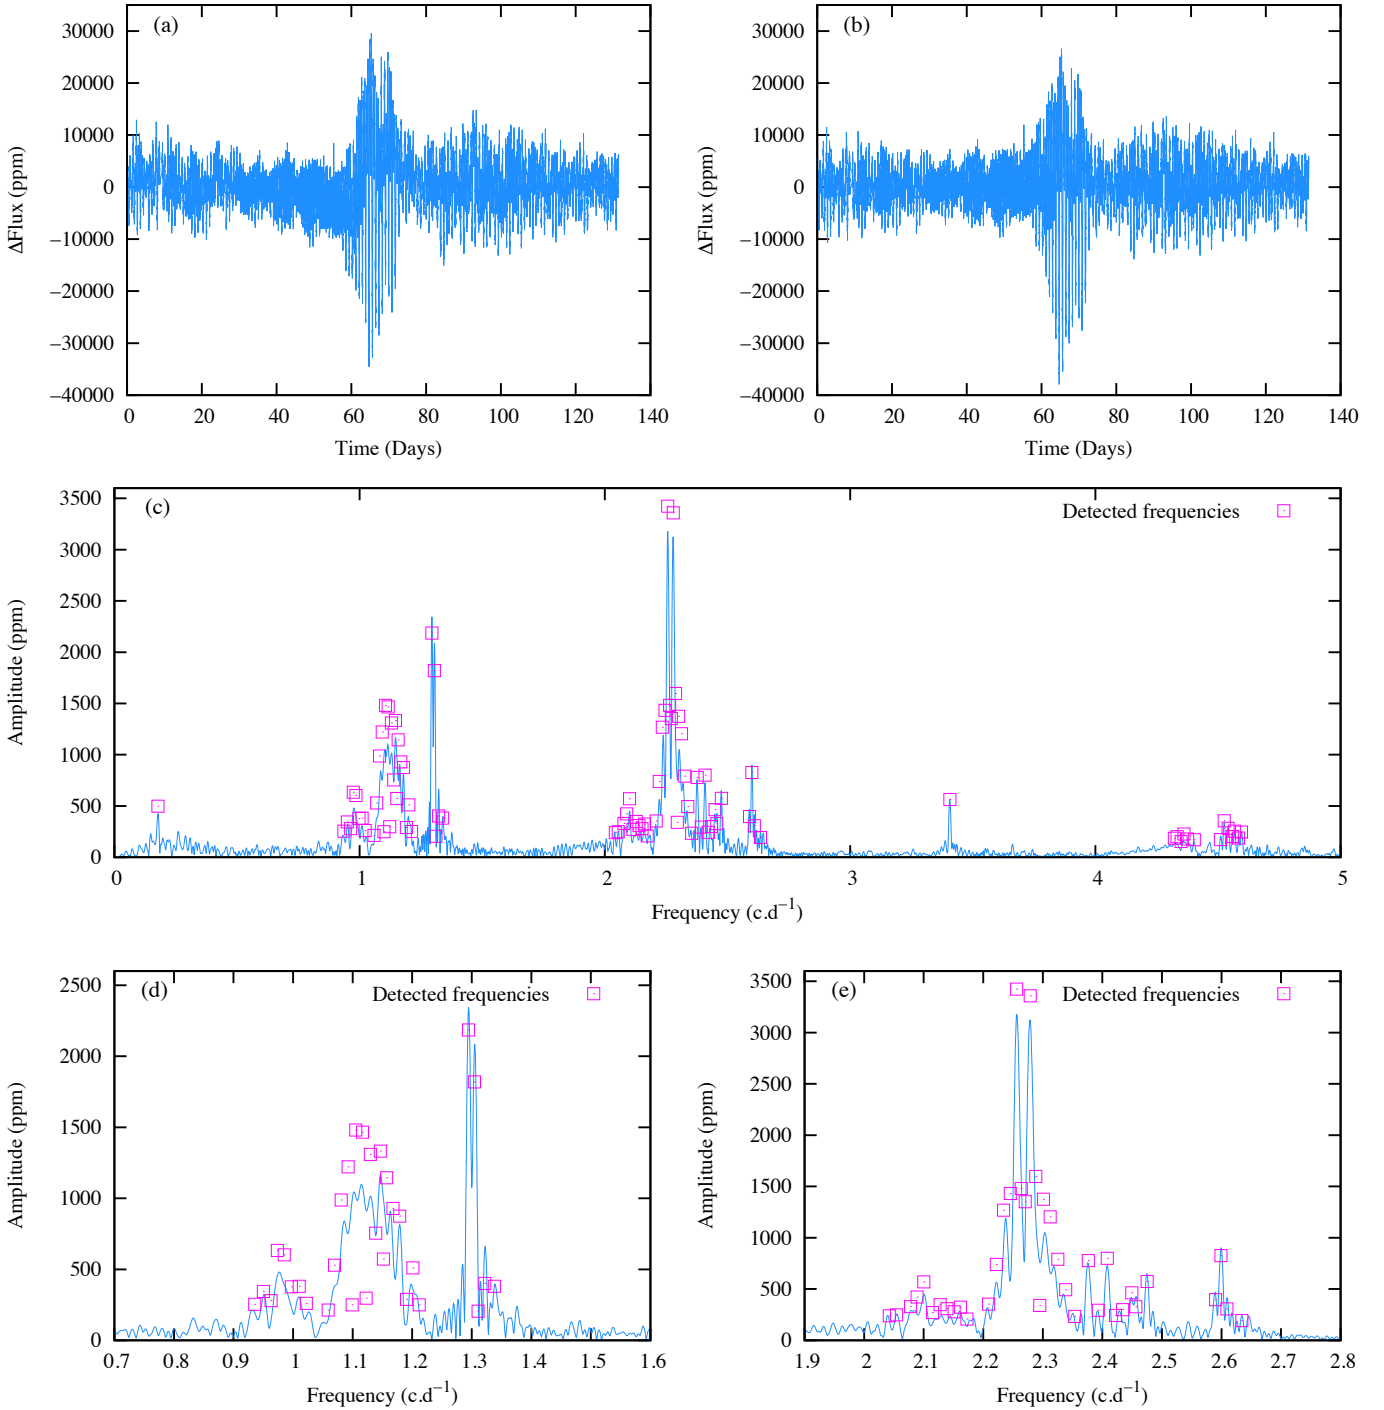 (a)
30000
20000
10000
0
−10000
−20000
−30000
−40000
ΔFlux (ppm)
0 20 40 60 80 100 120 140
Time (Days)
(b)
30000
20000
10000
0
−10000
−20000
−30000
−40000
ΔFlux (ppm)
0 20 40 60 80 100 120 140
Time (Days)
(c)
Detected frequencies
3500
3000
2500
2000
1500
1000
500
0
Amplitude (ppm)
0 1 2 3 4 5
Frequency (c.d−1)
(d)
Detected frequencies
2500
2000
1500
1000
500
0
Amplitude (ppm)
0.7 0.8 0.9 1 1.1 1.2 1.3 1.4 1.5 1.6
Frequency (c.d−1)
(e)
Detected frequencies
3500
3000
2500
2000
1500
1000
500
0
Amplitude (ppm)
1.9 2 2.1 2.2 2.3 2.4 2.5 2.6 2.7 2.8
Frequency (c.d−1)